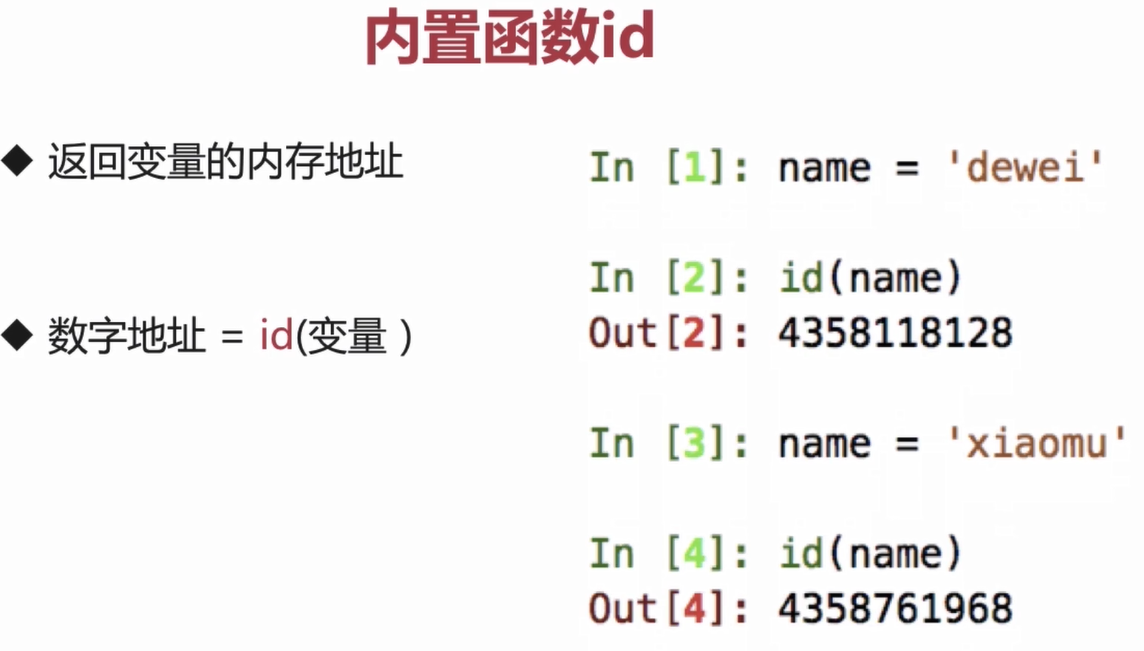 内置函数id
◆ 返回变量的内存地址
◆ 数字地址 = id(变量 )
In [1]: name = 'dewei'
In [2]: id(name)
Out[2]: 4358118128
In [3]: name = 'xiaomu'
In [4]: id(name)
Out[4]: 4358761968